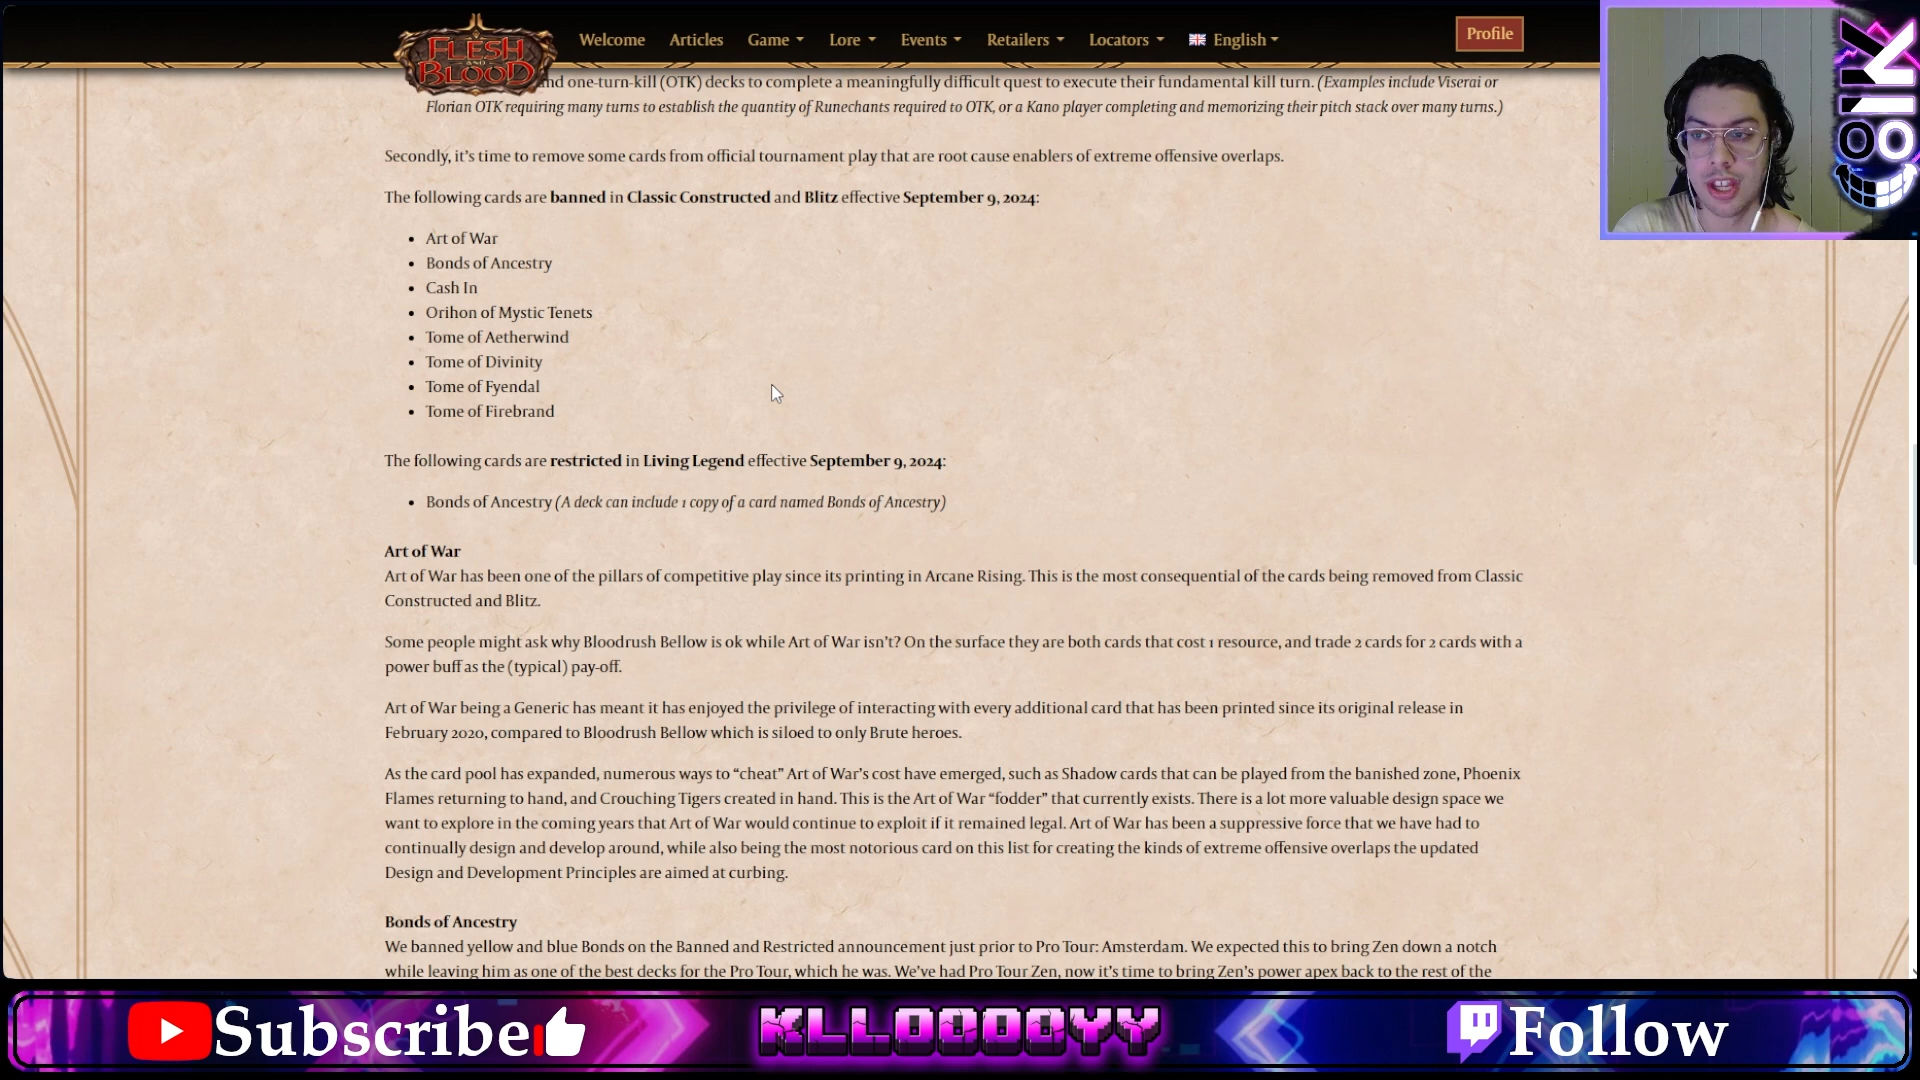 FLESH
AND
BLOOD
Welcome Articles Game Lore Events Retailers Locators English Profile
nd one-turn-kill (OTK) decks to complete a meaningfully difficult quest to execute their fundamental kill turn. (Examples include Viserai or
Florian OTK requiring many turns to establish the quantity of Runechants required to OTK, or a Kano player completing and memorizing their pitch stack over many turns.)
Secondly, it's time to remove some cards from official tournament play that are root cause enablers of extreme offensive overlaps.
The following cards are banned in Classic Constructed and Blitz effective September 9, 2024:
• Art of War
• Bonds of Ancestry
• Cash In
• Orihon of Mystic Tenets
• Tome of Aetherwind
• Tome of Divinity
• Tome of Fyendal
• Tome of Firebrand
The following cards are restricted in Living Legend effective September 9, 2024:
• Bonds of Ancestry (A deck can include 1 copy of a card named Bonds of Ancestry)
Art of War
Art of War has been one of the pillars of competitive play since its printing in Arcane Rising. This is the most consequential of the cards being removed from Classic
Constructed and Blitz.
Some people might ask why Bloodrush Bellow is ok while Art of War isn't? On the surface they are both cards that cost 1 resource, and trade 2 cards for 2 cards with a
power buff as the (typical) pay-off.
Art of War being a Generic has meant it has enjoyed the privilege of interacting with every additional card that has been printed since its original release in
February 2020, compared to Bloodrush Bellow which is siloed to only Brute heroes.
As the card pool has expanded, numerous ways to “cheat” Art of War's cost have emerged, such as Shadow cards that can be played from the banished zone, Phoenix
Flames returning to hand, and Crouching Tigers created in hand. This is the Art of War “fodder” that currently exists. There is a lot more valuable design space we
want to explore in the coming years that Art of War would continue to exploit if it remained legal. Art of War has been a suppressive force that we have had to
continually design and develop around, while also being the most notorious card on this list for creating the kinds of extreme offensive overlaps the updated
Design and Development Principles are aimed at curbing.
Bonds of Ancestry
We banned yellow and blue Bonds on the Banned and Restricted announcement just prior to Pro Tour: Amsterdam. We expected this to bring Zen down a notch
while leaving him as one of the best decks for the Pro Tour, which he was. We've had Pro Tour Zen, now it's time to bring Zen's power apex back to the rest of the
Subscribe KLLOOOOYY Follow